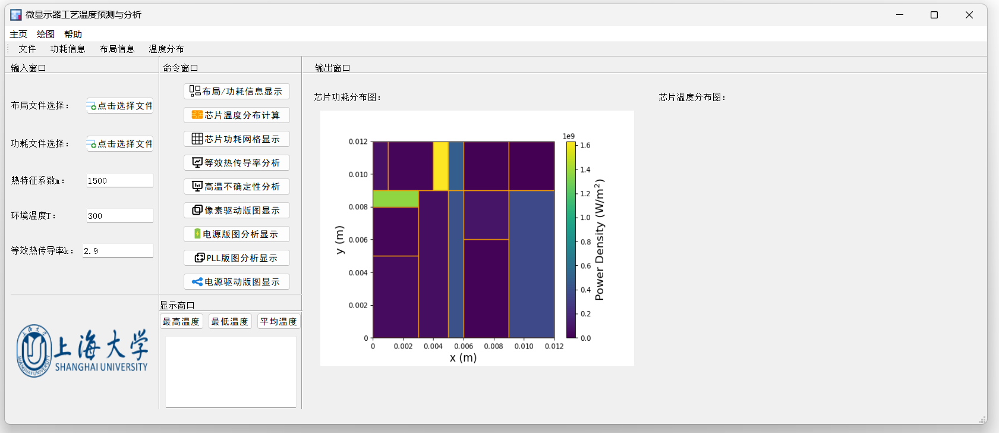 微显示器工艺温度预测与分析
主页 绘图 帮助
文件 功耗信息 布局信息 温度分布
输入窗口
布局文件选择： 点击选择文件
功耗文件选择： 点击选择文件
热特征系数m： 1500
环境温度T： 300
等效热传导率k： 2.9
上海大学
SHANGHAI UNIVERSITY
命令窗口
布局/功耗信息显示
芯片温度分布计算
芯片功耗网格显示
等效热传导率分析
高温不确定性分析
像素驱动版图显示
电源版图分析显示
PLL版图分析显示
电源驱动版图显示
显示窗口
最高温度 最低温度 平均温度
输出窗口
芯片功耗分布图：
0.012
0.010
0.008
0.006
0.004
0.002
0
y (m)
0 0.002 0.004 0.006 0.008 0.010 0.012
x (m)
1e9
1.6
1.4
1.2
1.0
0.8
0.6
0.4
0.2
0.0
Power Density (W/m²)
芯片温度分布图：